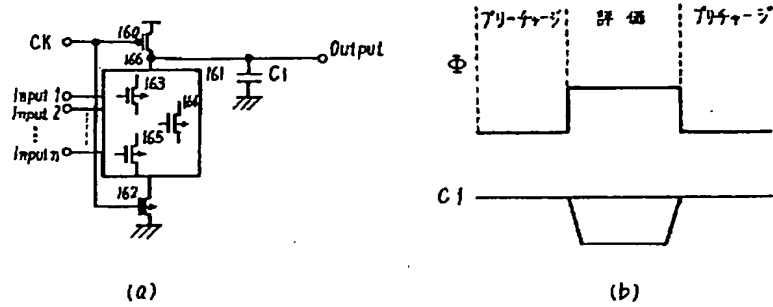 160
CK
166
161
C1
Output
163
Input 1
Input 2
164
Input n
165
162
(a)
プリーチャージ
評価
プリチャージ
Φ
C1
(b)